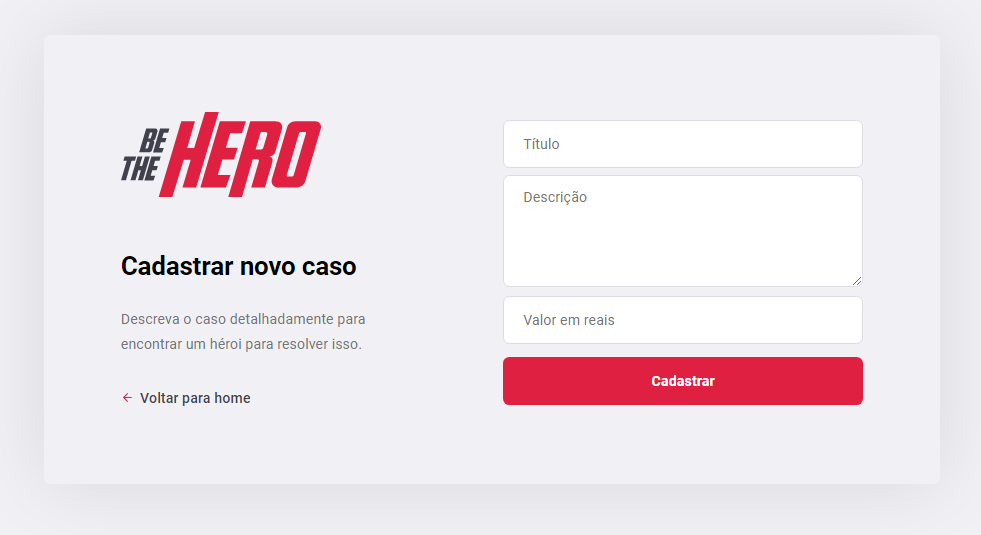 BE
THE HERO
Cadastrar novo caso
Descreva o caso detalhadamente para
encontrar um héroi para resolver isso.
Voltar para home
Título
Descrição
Valor em reais
Cadastrar